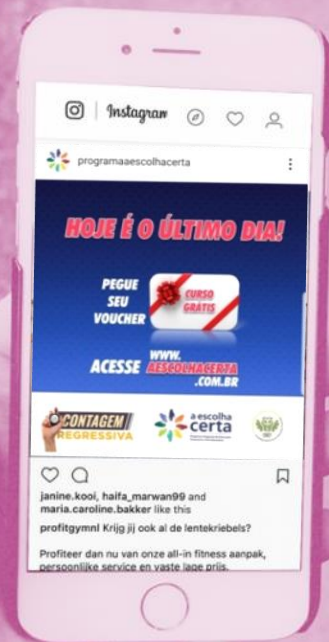 Instagram
programaaescolhacerta
HOJE É O ÚLTIMO DIA!
PEGUE
SEU
VOUCHER
CURSO
GRÁTIS
ACESSE
WWW.
AESCOLHACERTA
.COM.BR
CONTAGEM
REGRESSIVA
a escolha
certa
janine.kooi, haifa_marwan99 and
maria.caroline.bakker like this
profitgymnl Krijg jij ook al de lentekriebels?
Profiteer dan nu van onze all-in fitness aanpak,
persoonlijke service en vaste lage prijs.